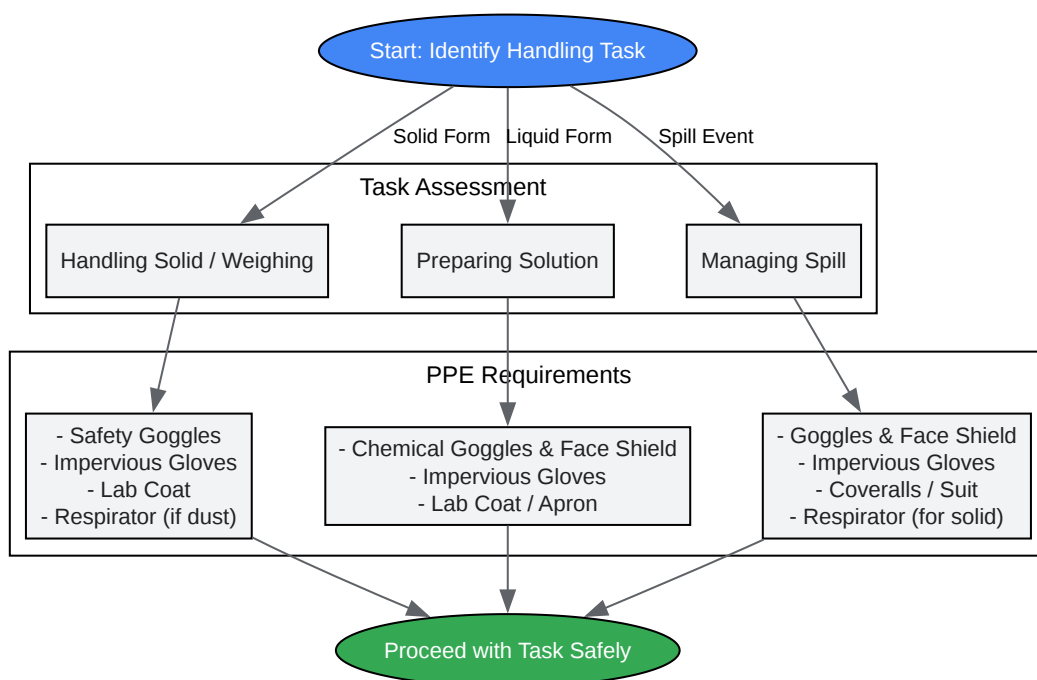 Start: Identify Handling Task
Solid Form
Liquid Form
Spill Event
Task Assessment
Handling Solid / Weighing
Preparing Solution
Managing Spill
PPE Requirements
- Safety Goggles
- Impervious Gloves
- Lab Coat
- Respirator (if dust)
- Chemical Goggles & Face Shield
- Impervious Gloves
- Lab Coat / Apron
- Goggles & Face Shield
- Impervious Gloves
- Coveralls / Suit
- Respirator (for solid)
Proceed with Task Safely